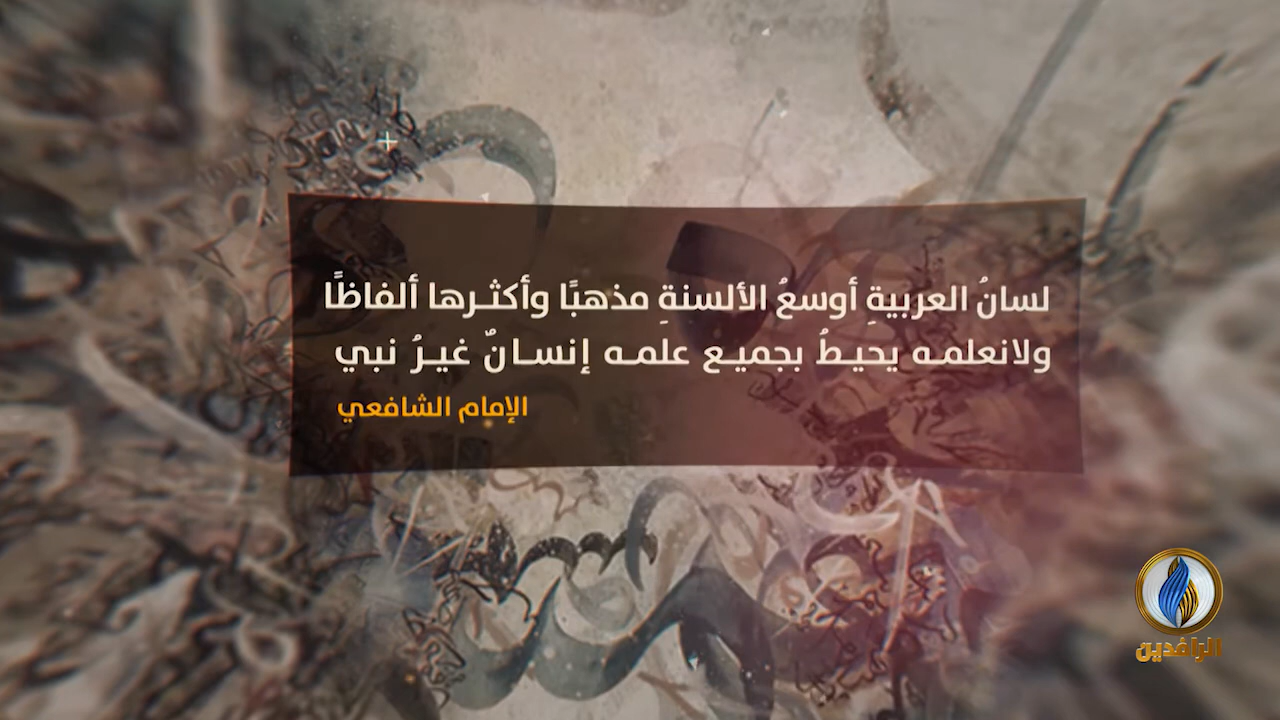 لسانُ العربيةِ أوسعُ الألسنةِ مذهبًا وأكثرها ألفاظًا
ولانعلمه يحيطُ بجميع علمه إنسانٌ غيرُ نبي
الإمام الشافعي
الرافدين